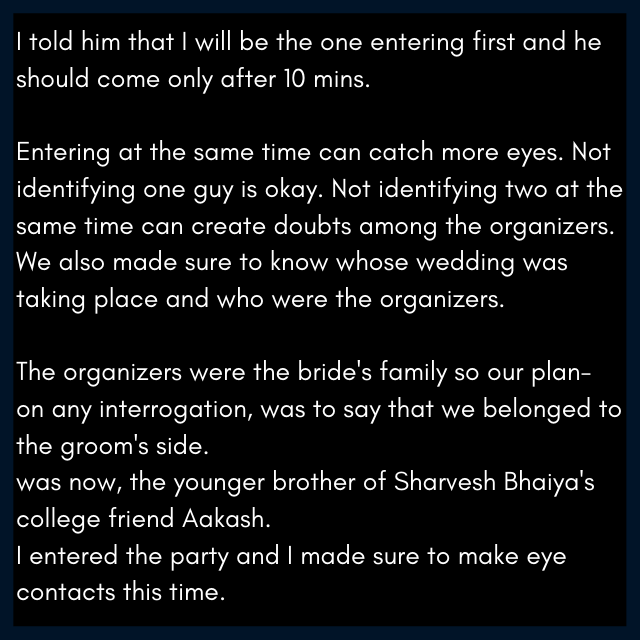 I told him that I will be the one entering first and he
should come only after 10 mins.
Entering at the same time can catch more eyes. Not
identifying one guy is okay. Not identifying two at the
same time can create doubts among the organizers.
We also made sure to know whose wedding was
taking place and who were the organizers.
The organizers were the bride's family so our plan-
on any interrogation, was to say that we belonged to
the groom's side.
was now, the younger brother of Sharvesh Bhaiya's
college friend Aakash.
I entered the party and I made sure to make eye
contacts this time.